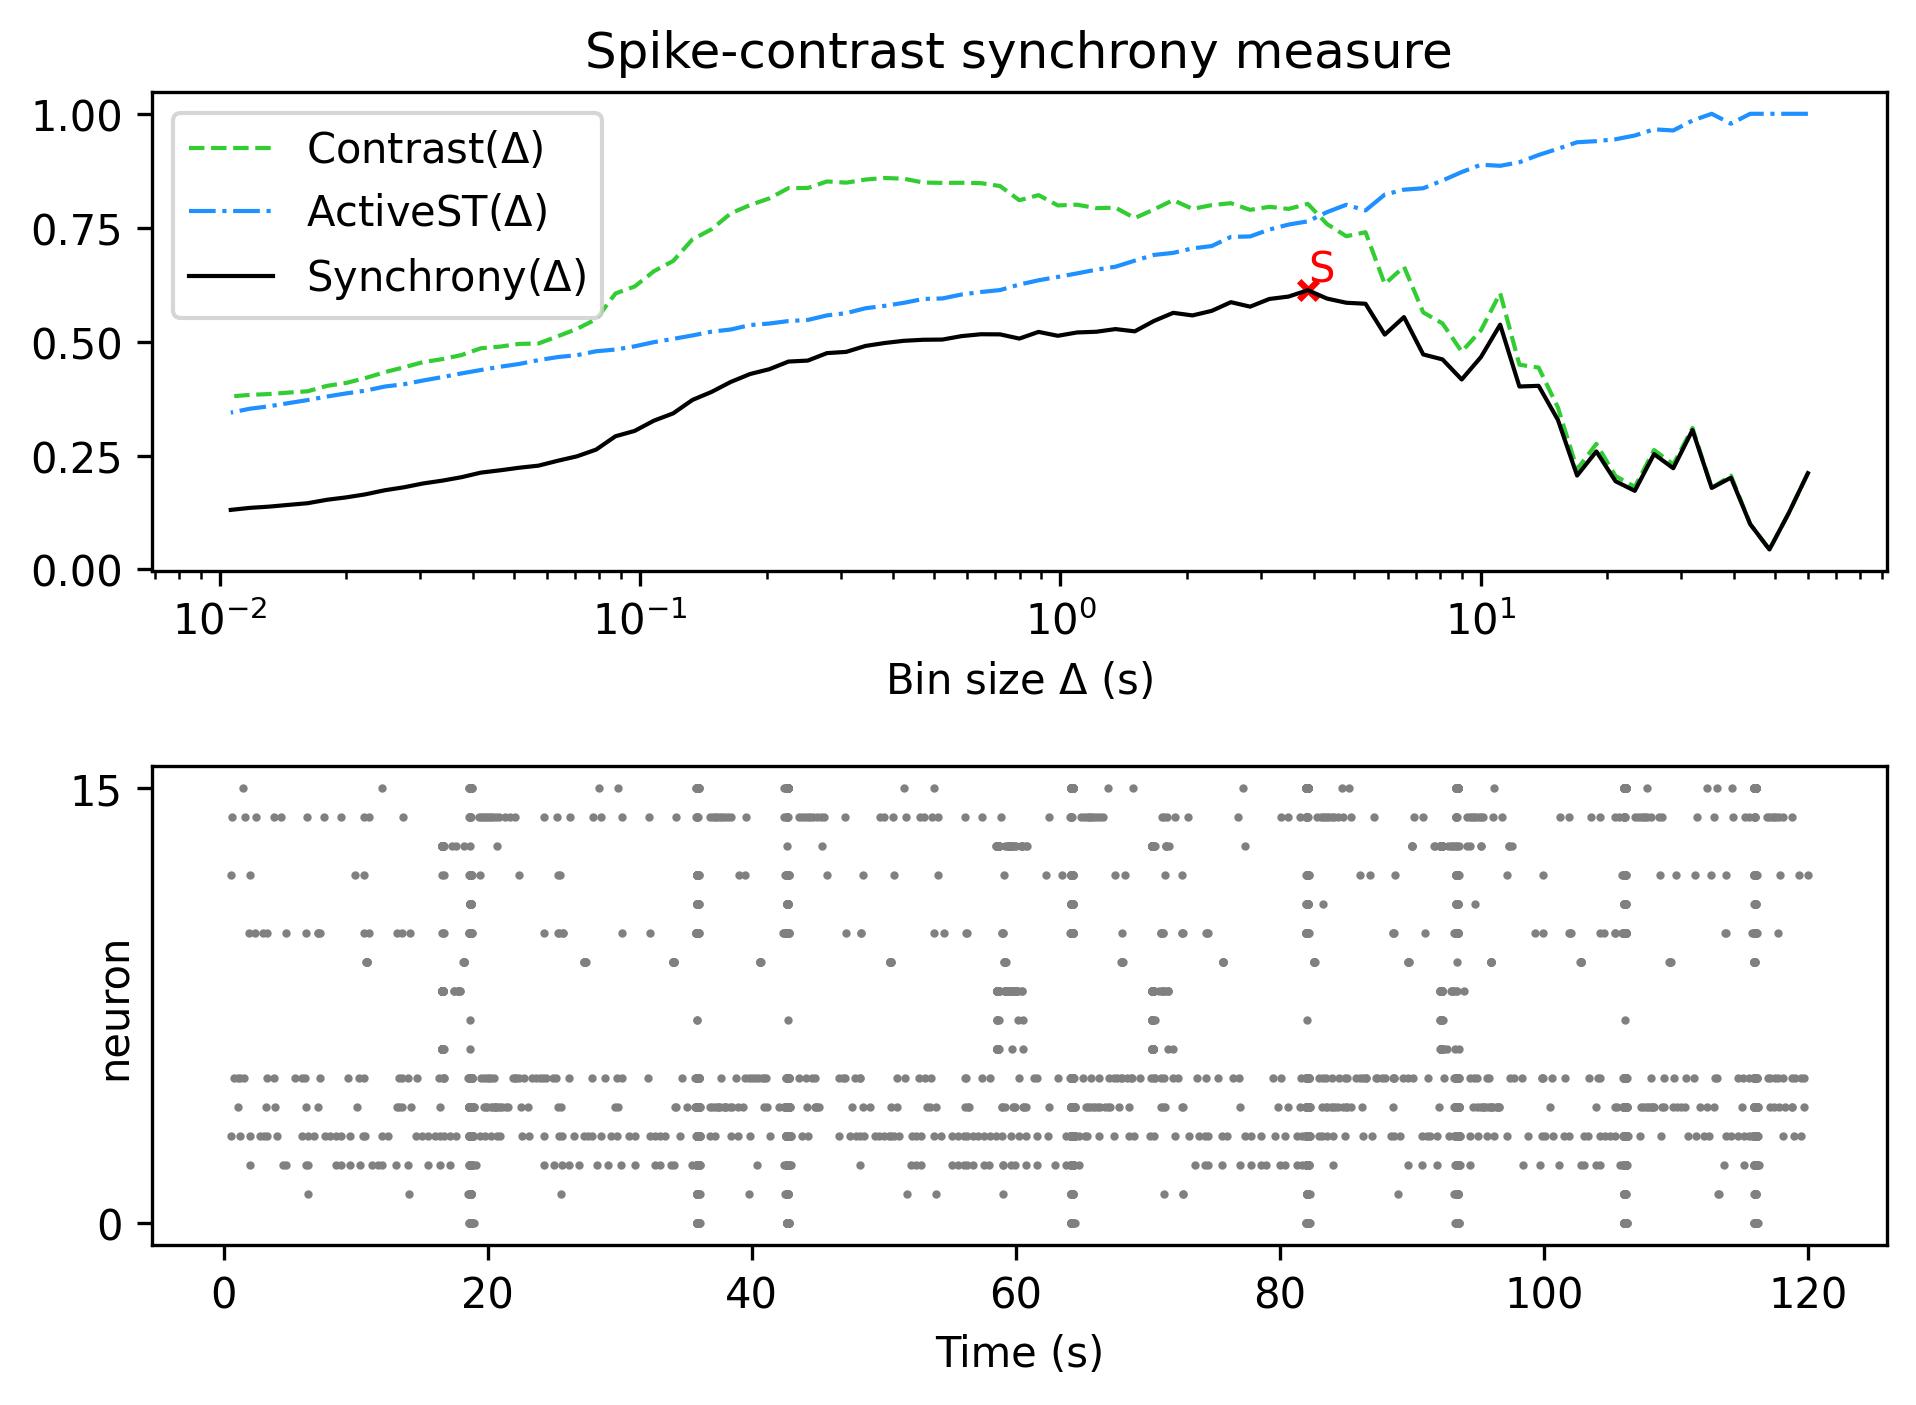 Spike-contrast synchrony measure
1.00
0.75
0.50
0.25
0.00
Contrast(Δ)
ActiveST(Δ)
Synchrony(Δ)
S
10⁻² 10⁻¹ 10⁰ 10¹
Bin size Δ (s)
15
0
neuron
0 20 40 60 80 100 120
Time (s)